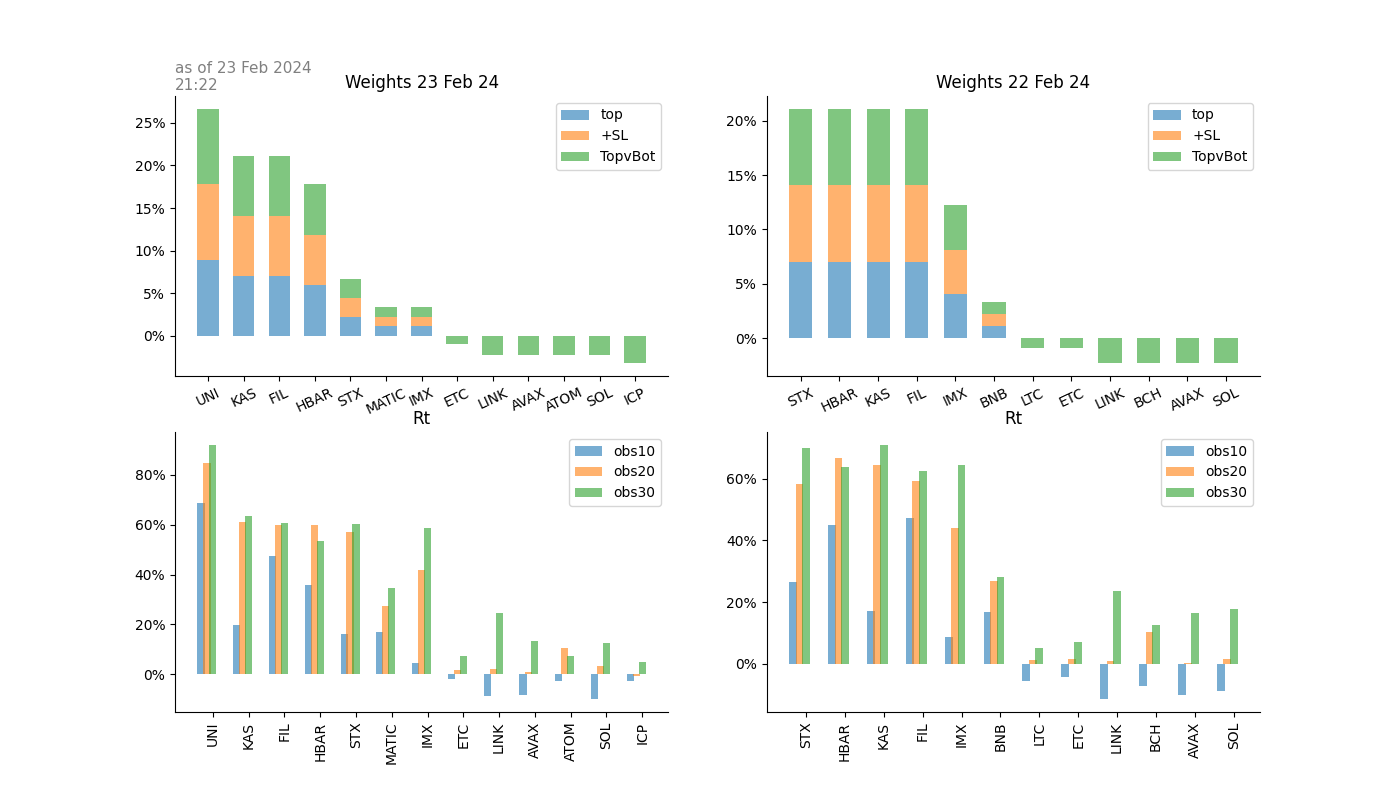 as of 23 Feb 2024
21:22
Weights 23 Feb 24
25%
20%
15%
10%
5%
0%
top
+SL
TopvBot
UNI KAS FIL HBAR STX MATIC IMX ETC LINK AVAX ATOM SOL ICP
Weights 22 Feb 24
20%
15%
10%
5%
0%
top
+SL
TopvBot
STX HBAR KAS FIL IMX BNB LTC ETC LINK BCH AVAX SOL
Rt
80%
60%
40%
20%
0%
obs10
obs20
obs30
UNI KAS FIL HBAR STX MATIC IMX ETC LINK AVAX ATOM SOL ICP
Rt
60%
40%
20%
0%
obs10
obs20
obs30
STX HBAR KAS FIL IMX BNB LTC ETC LINK BCH AVAX SOL